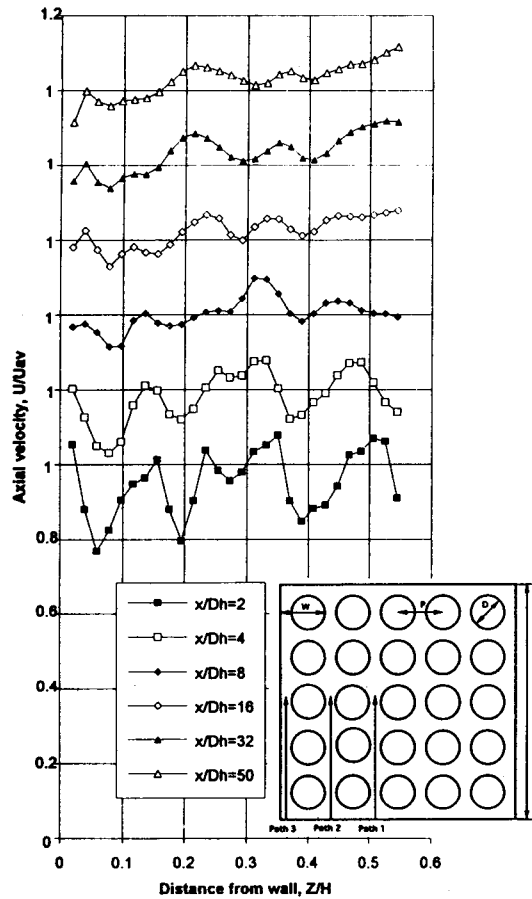 1.2
1
1
1
1
1
1
0.8
0.6
0.4
0.2
0
Axial velocity, U/Uav
x/Dh=2
x/Dh=4
x/Dh=8
x/Dh=16
x/Dh=32
x/Dh=50
W
P
D
Path 3
Path 2
Path 1
0
0.1
0.2
0.3
0.4
0.5
0.6
Distance from wall, Z/H